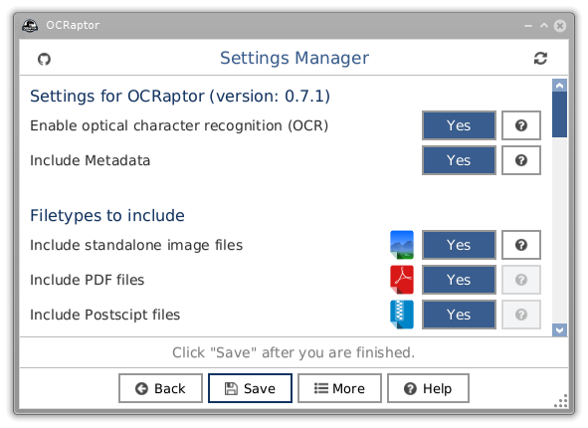 OCRaptor
Settings Manager
Settings for OCRaptor (version: 0.7.1)
Enable optical character recognition (OCR) Yes
Include Metadata Yes
Filetypes to include
Include standalone image files Yes
Include PDF files Yes
Include Postscipt files Yes
Click "Save" after you are finished.
Back Save More Help